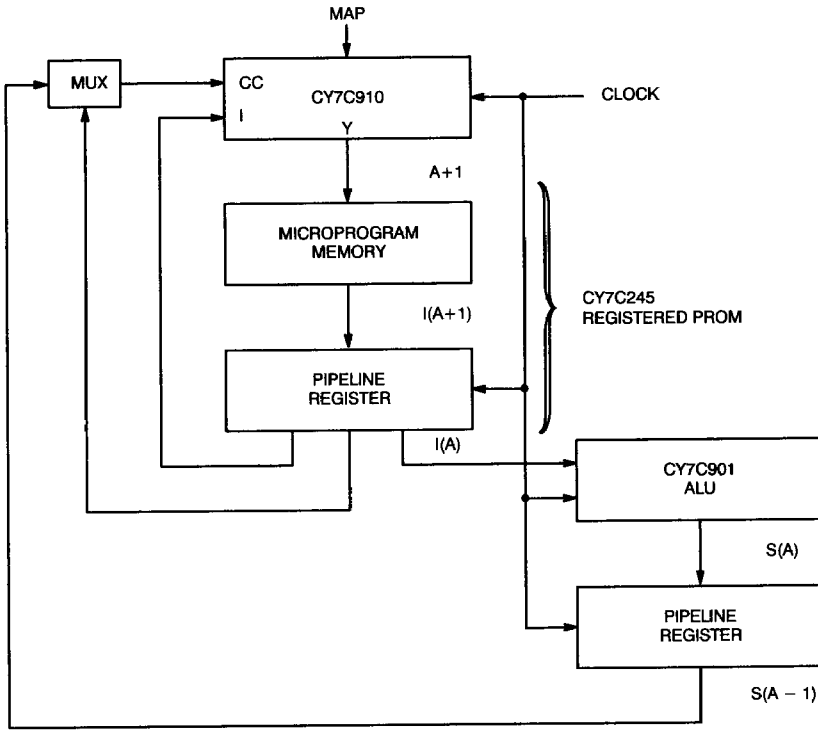 MAP
MUX
CC
CY7C910
I
Y
CLOCK
A+1
MICROPROGRAM
MEMORY
I(A+1)
CY7C245
REGISTERED PROM
PIPELINE
REGISTER
I(A)
CY7C901
ALU
S(A)
PIPELINE
REGISTER
S(A − 1)